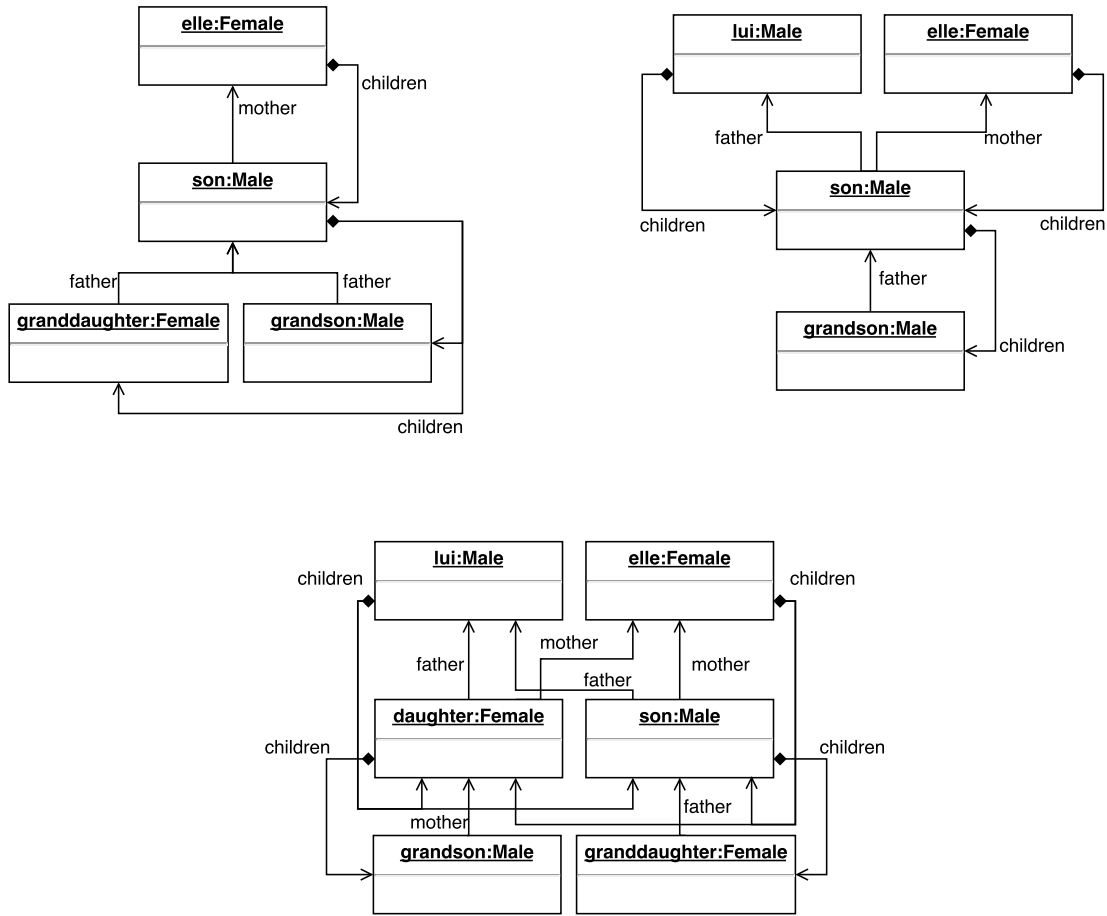 elle:Female
children
mother
son:Male
father
father
granddaughter:Female
grandson:Male
children
lui:Male
elle:Female
father
mother
son:Male
children
children
father
grandson:Male
children
lui:Male
elle:Female
children
children
mother
father
mother
father
daughter:Female
son:Male
children
children
father
mother
grandson:Male
granddaughter:Female